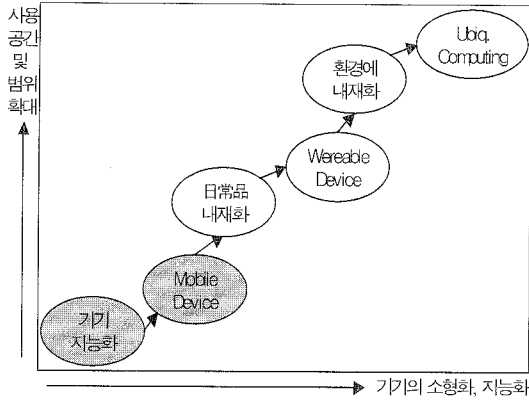 사용
공간
및
범위
확대
Ubiq.
Computing
환경에
내재화
Wereable
Device
日常品
내재화
Mobile
Device
기기
지능화
기기의 소형화, 지능화